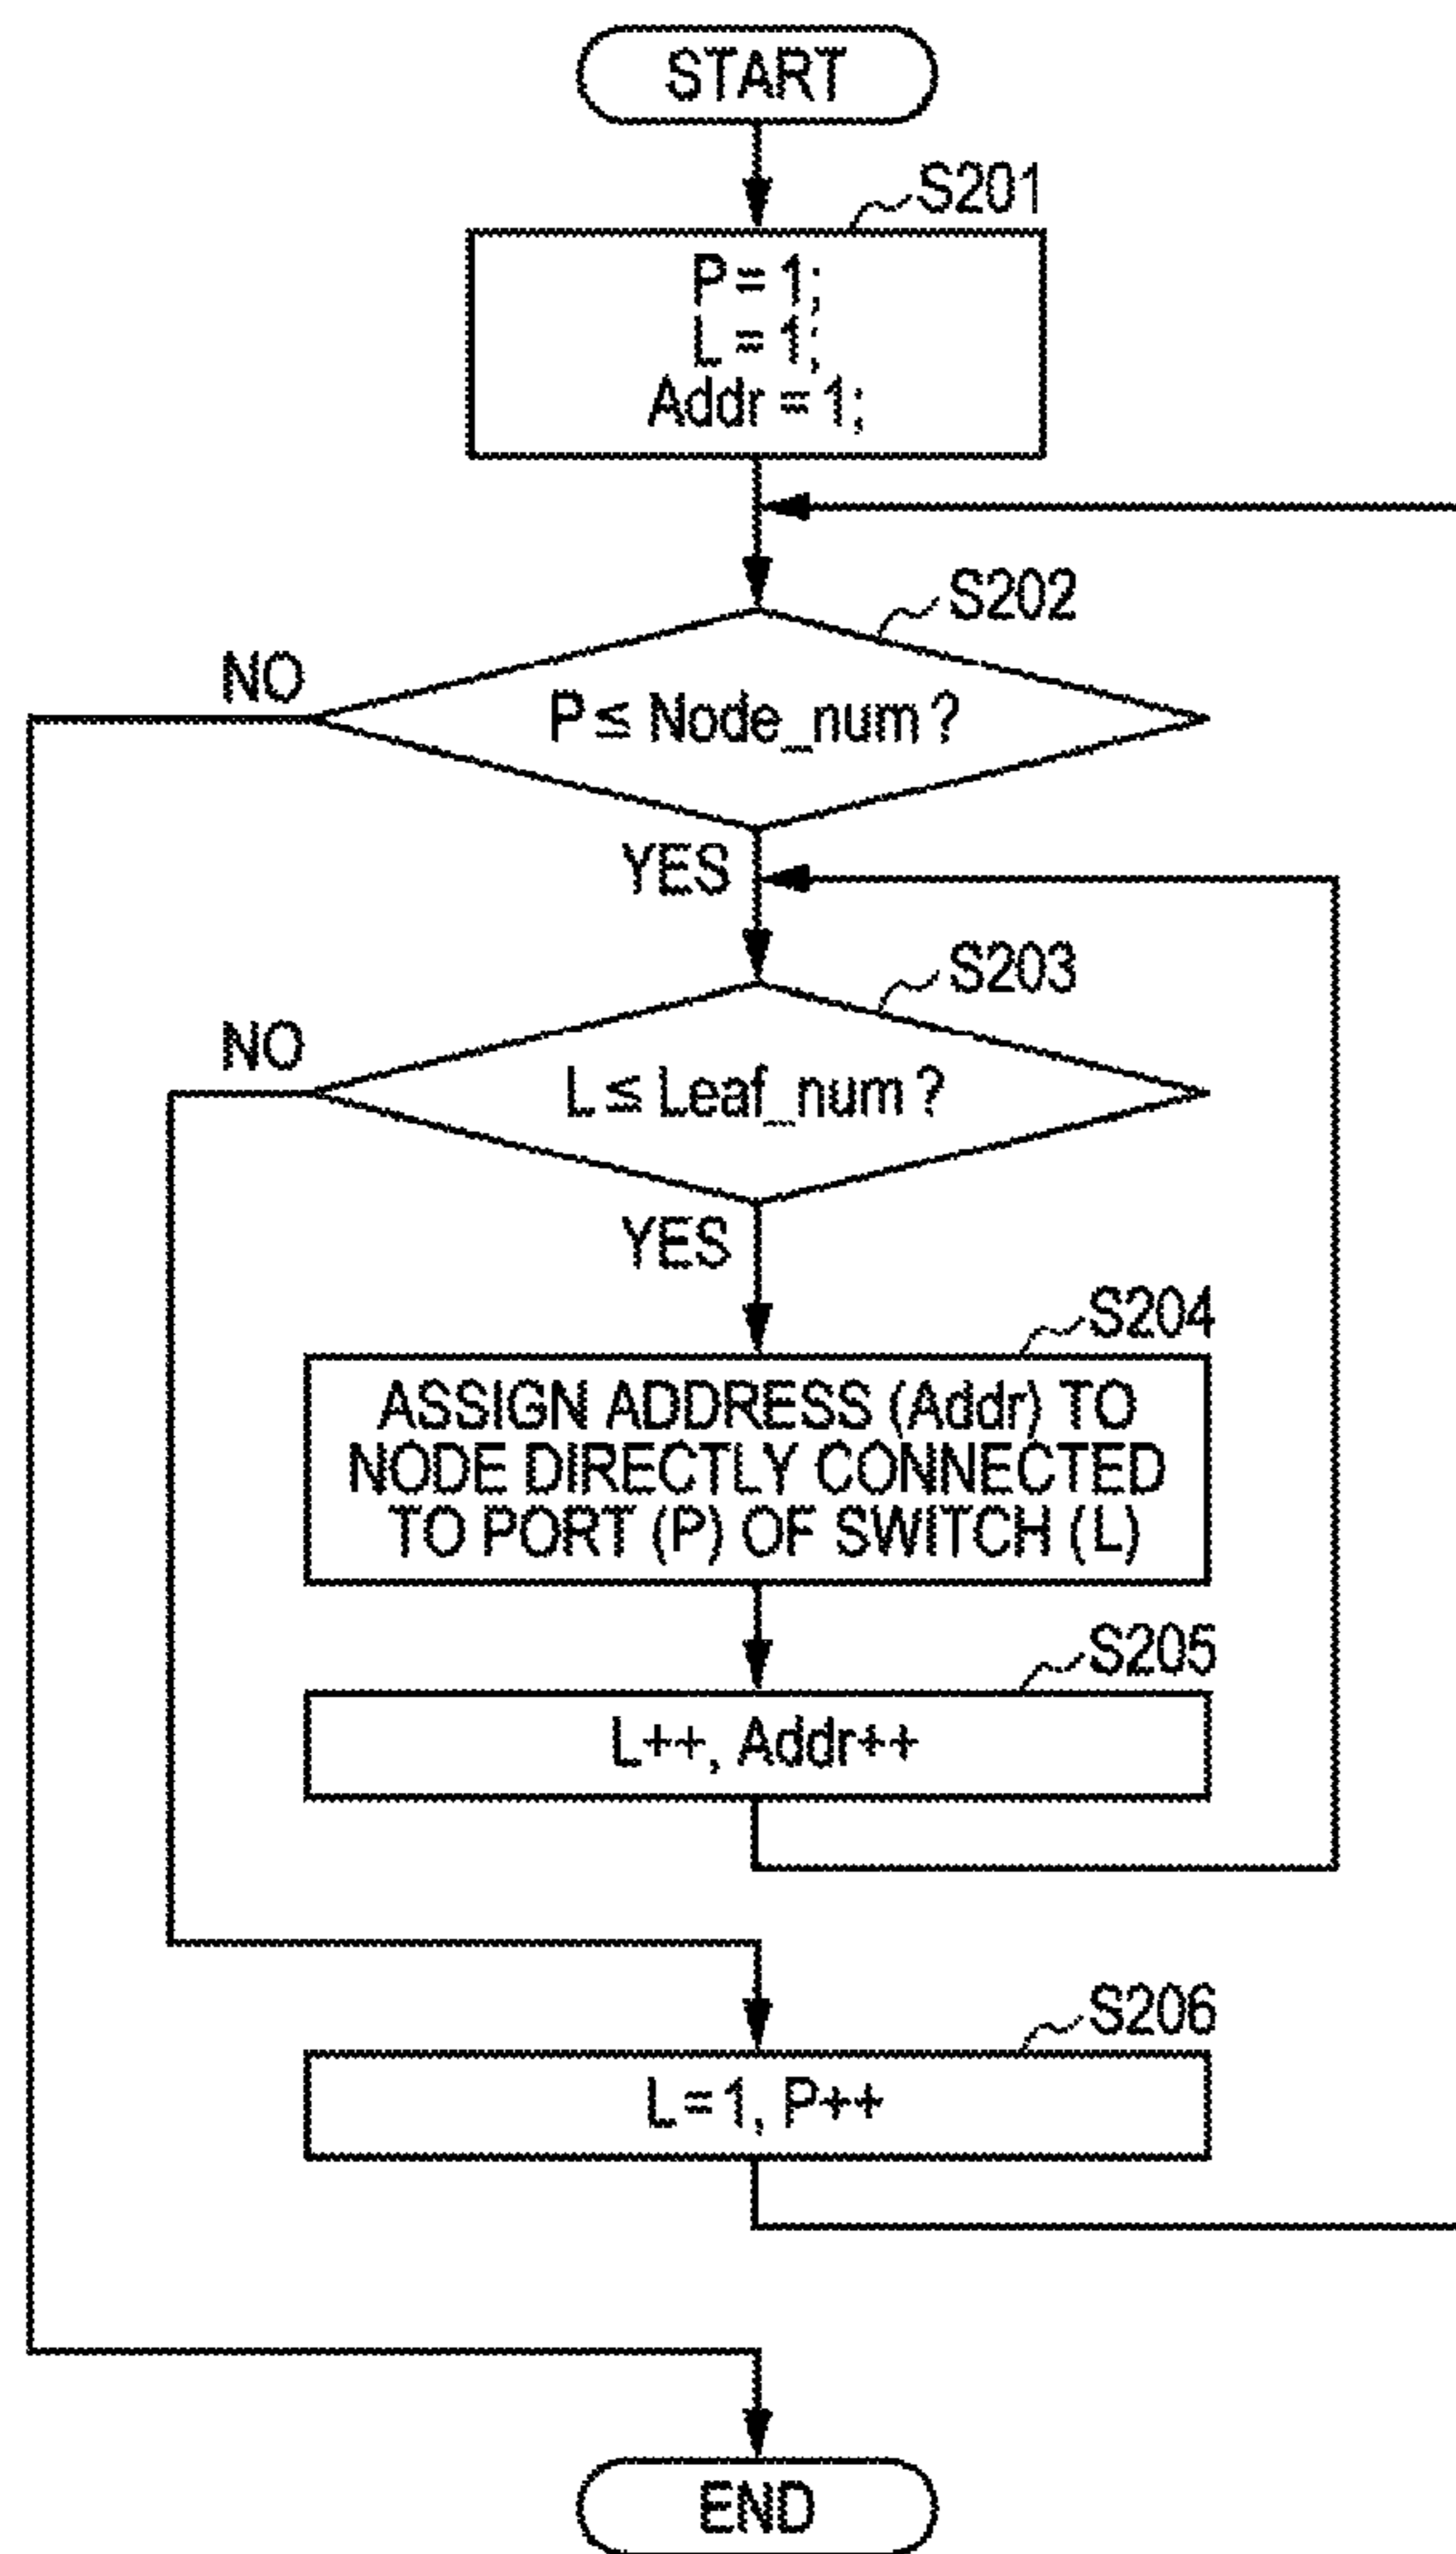 START
S201
P = 1;
L = 1;
Addr = 1;
S202
NO
P ≤ Node_num ?
YES
S203
NO
L ≤ Leaf_num ?
YES
S204
ASSIGN ADDRESS (Addr) TO
NODE DIRECTLY CONNECTED
TO PORT (P) OF SWITCH (L)
S205
L++, Addr++
S206
L=1, P++
END